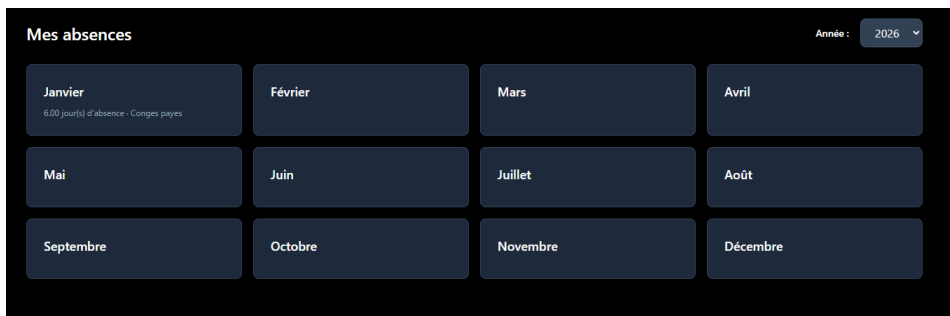 Mes absences
Année :
2026
Janvier
6.00 jour(s) d'absence - Conges payes
Février
Mars
Avril
Mai
Juin
Juillet
Août
Septembre
Octobre
Novembre
Décembre